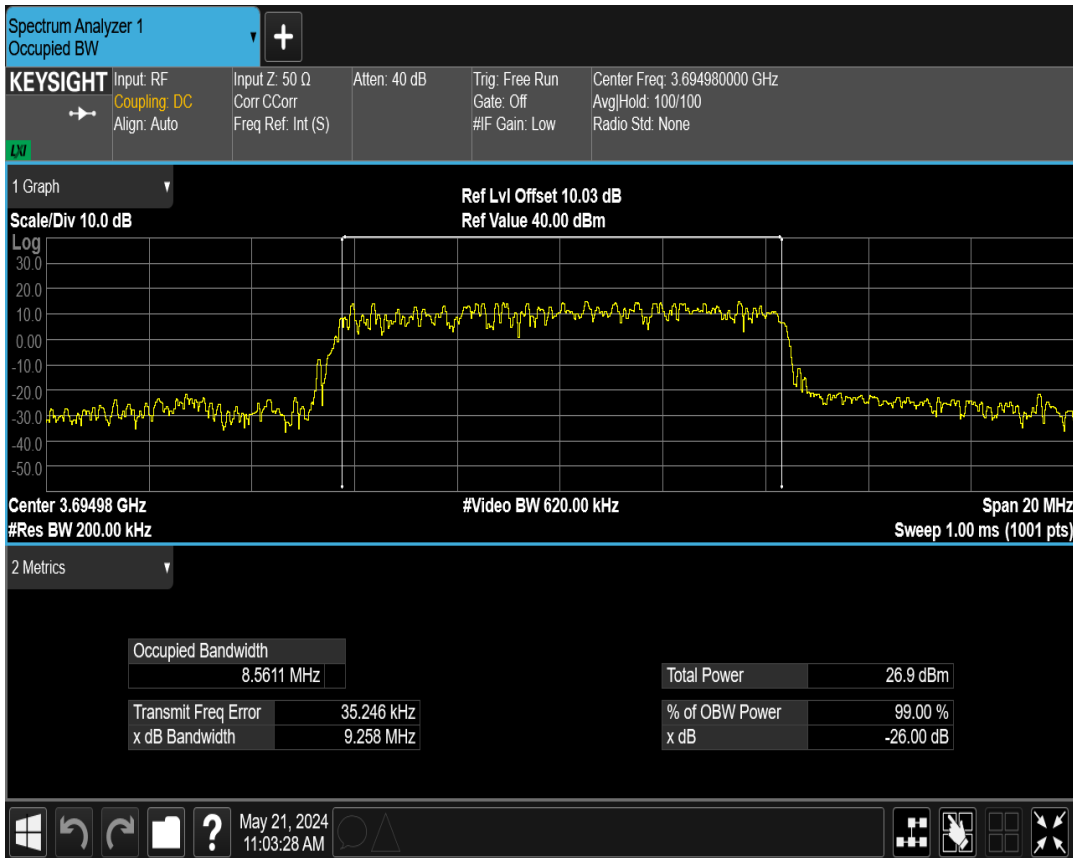 Spectrum Analyzer 1
Occupied BW
KEYSIGHT
LXI
Input: RF
Coupling: DC
Align: Auto
Input Z: 50 Ω
Corr CCorr
Freq Ref: Int (S)
Atten: 40 dB
Trig: Free Run
Gate: Off
#IF Gain: Low
Center Freq: 3.694980000 GHz
Avg|Hold: 100/100
Radio Std: None
1 Graph
Scale/Div 10.0 dB
Ref Lvl Offset 10.03 dB
Ref Value 40.00 dBm
Log
30.0
20.0
10.0
0.00
-10.0
-20.0
-30.0
-40.0
-50.0
Center 3.69498 GHz
#Video BW 620.00 kHz
Span 20 MHz
#Res BW 200.00 kHz
Sweep 1.00 ms (1001 pts)
2 Metrics
Occupied Bandwidth
8.5611 MHz
Total Power 26.9 dBm
Transmit Freq Error 35.246 kHz
% of OBW Power 99.00 %
x dB Bandwidth 9.258 MHz
x dB -26.00 dB
?
May 21, 2024
11:03:28 AM